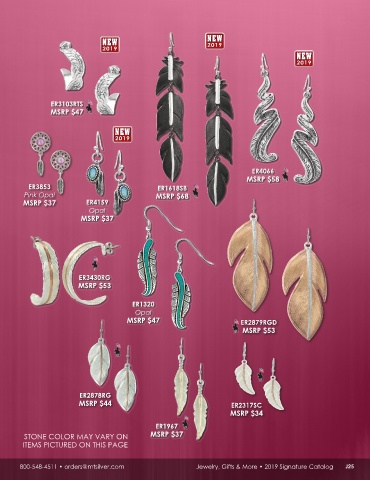 NEW
2019
NEW
2019
NEW
2019
ER3103RTS
MSRP $47
NEW
2019
ER3853
Pink Opal
MSRP $37
ER4159
Opal
MSRP $37
ER1618SB
MSRP $68
ER4066
MSRP $58
ER3430RG
MSRP $53
ER1320
Opal
MSRP $47
ER2879RGD
MSRP $53
ER2878RG
MSRP $44
ER1967
MSRP $37
ER2317SC
MSRP $34
STONE COLOR MAY VARY ON
ITEMS PICTURED ON THIS PAGE
800-548-4511 • orders@mtsilver.com Jewelry, Gifts & More • 2019 Signature Catalog J25